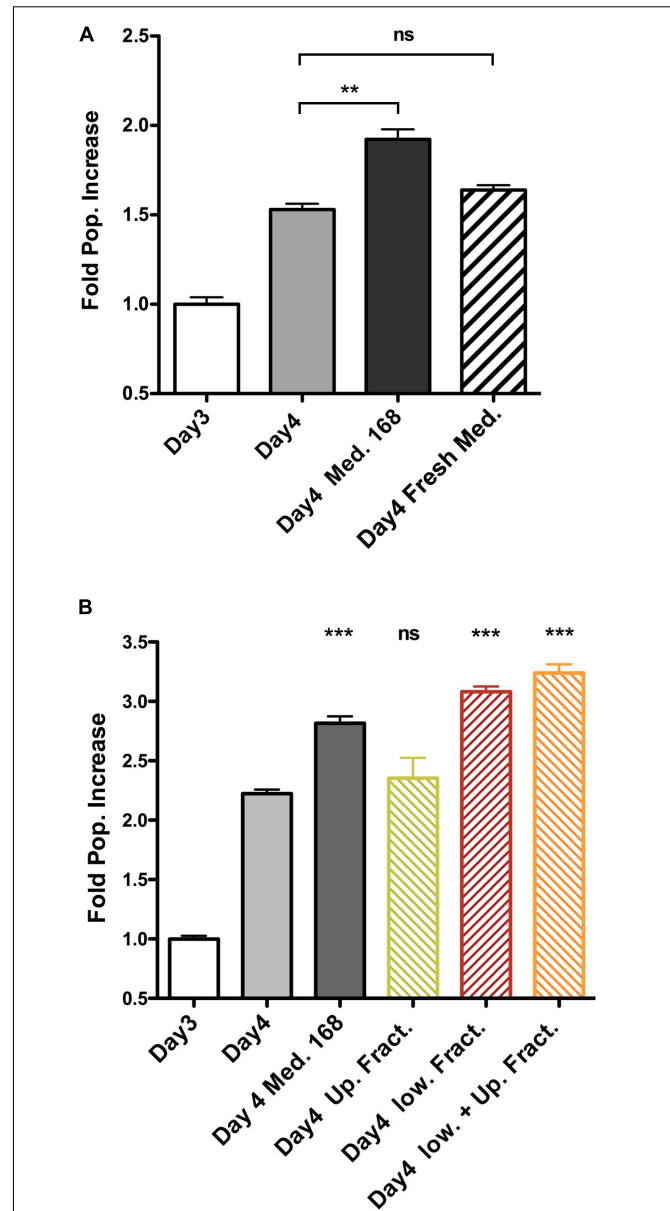 A
2.5
2.0
1.5
1.0
0.5
Fold Pop. Increase
ns
**
Day3
Day4
Day4 Med. 168
Day4 Fresh Med.
B
3.5
3.0
2.5
2.0
1.5
1.0
0.5
Fold Pop. Increase
*** ns *** ***
Day3
Day4
Day 4 Med. 168
Day4 Up. Fract.
Day4 low. Fract.
Day4 low. + Up. Fract.